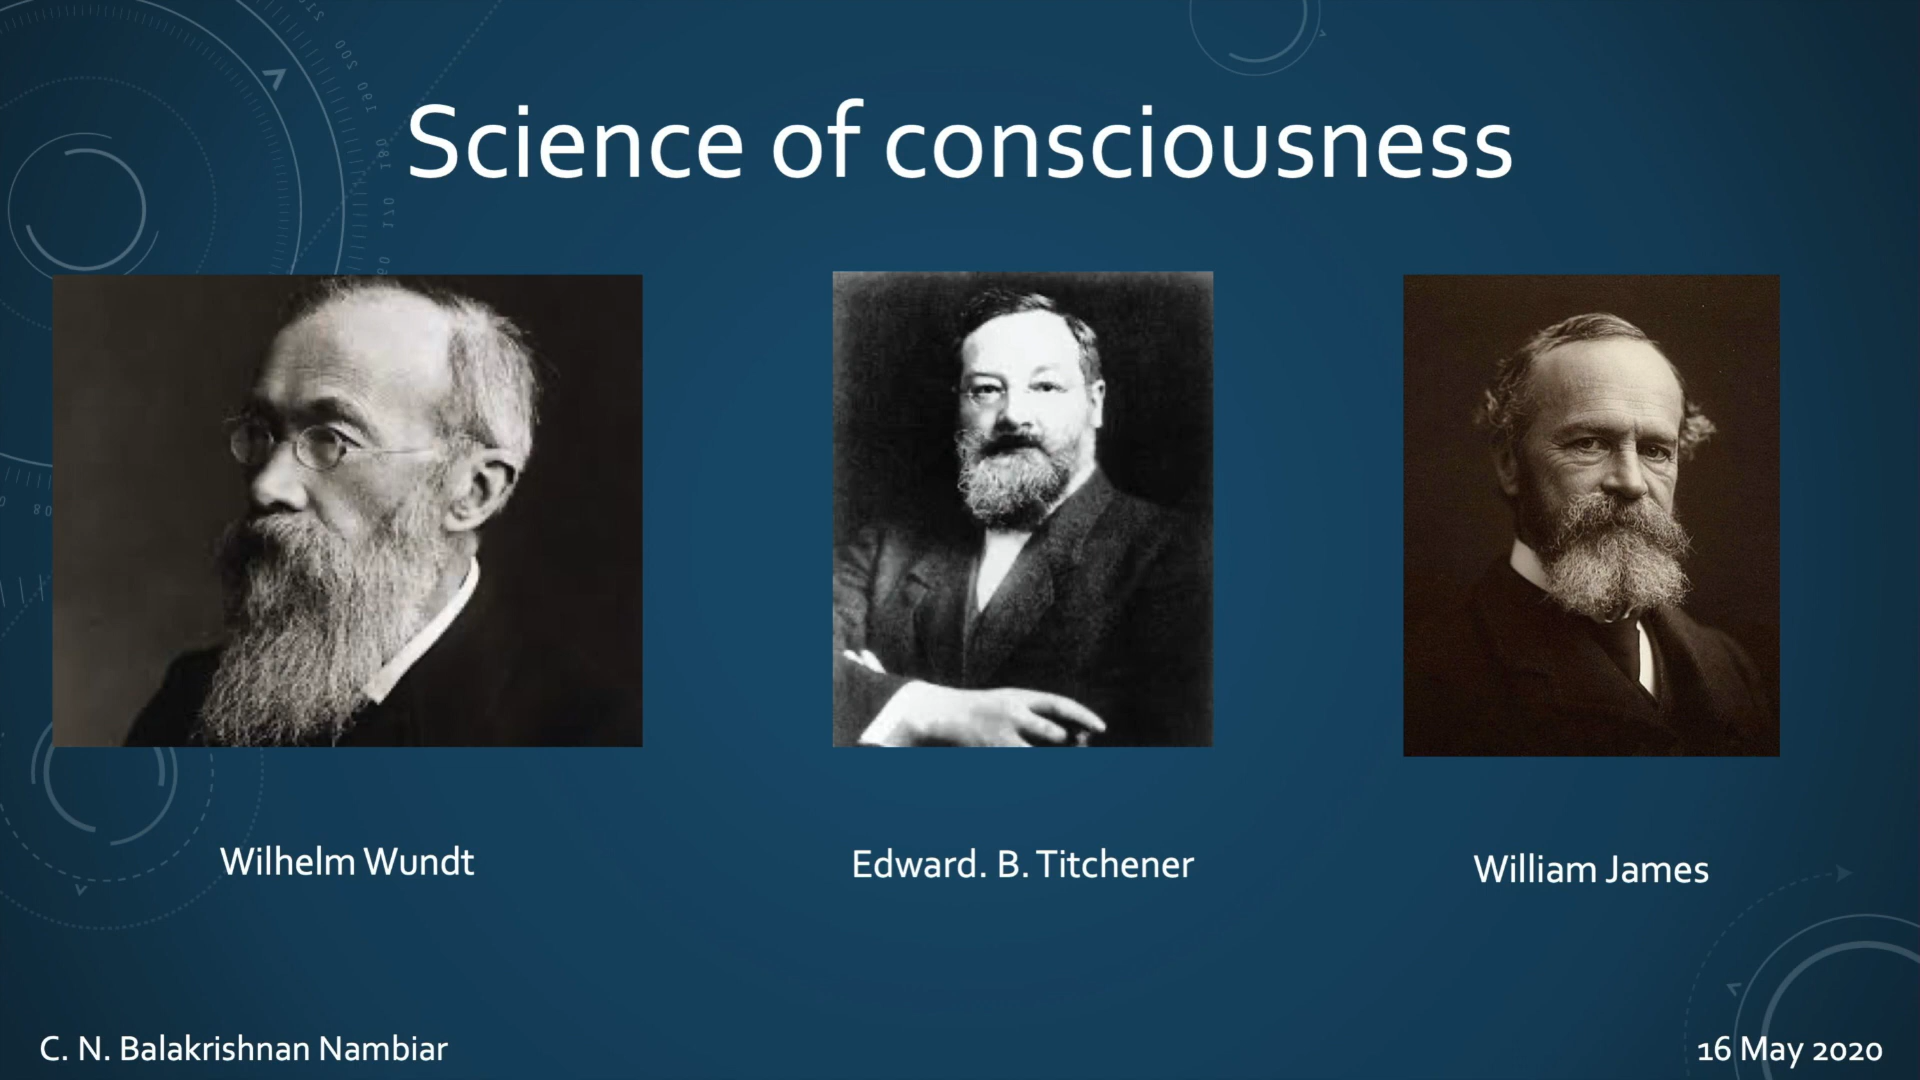 Science of consciousness
Wilhelm Wundt
Edward. B. Titchener
William James
C. N. Balakrishnan Nambiar
16 May 2020